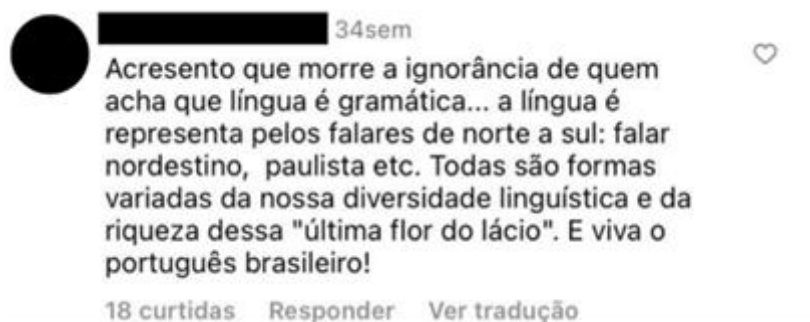 34sem
Acresento que morre a ignorância de quem
acha que língua é gramática... a língua é
representa pelos falares de norte a sul: falar
nordestino, paulista etc. Todas são formas
variadas da nossa diversidade linguística e da
riqueza dessa "última flor do lácio". E viva o
português brasileiro!
18 curtidas Responder Ver tradução